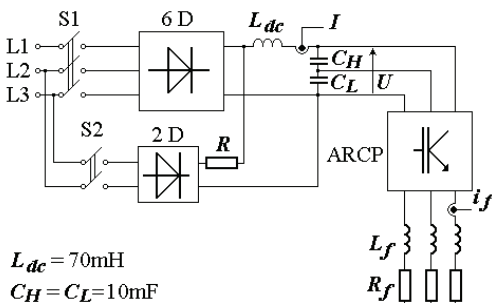 S1
6 D
L_dc
I
L1
L2
L3
C_H
C_L
U
S2
2 D
R
ARCP
i_f
L_f
R_f
L_dc = 70mH
C_H = C_L = 10mF